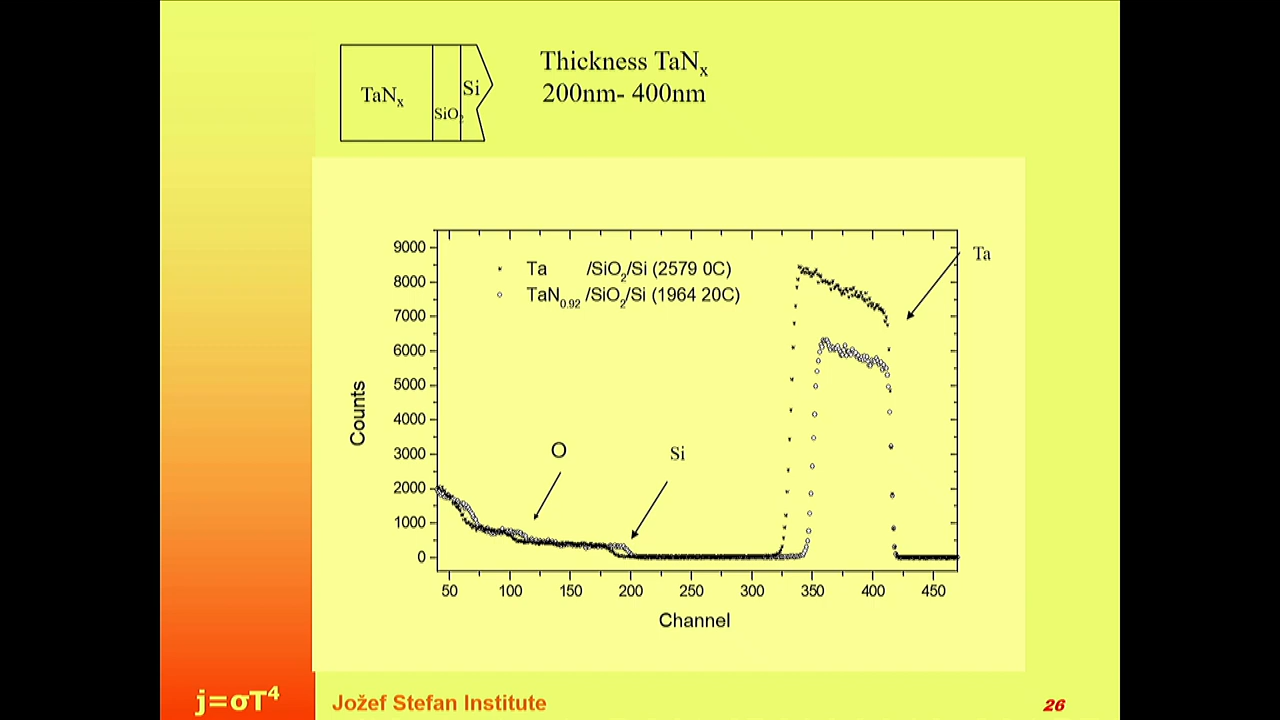 TaNx
SiO2
Si
Thickness TaNx
200nm- 400nm
9000
8000
7000
6000
5000
4000
3000
2000
1000
0
Counts
Ta /SiO2/Si (2579 0C)
TaN0.92 /SiO2/Si (1964 20C)
Ta
O
Si
50 100 150 200 250 300 350 400 450
Channel
j=σT⁴
Jožef Stefan Institute
26